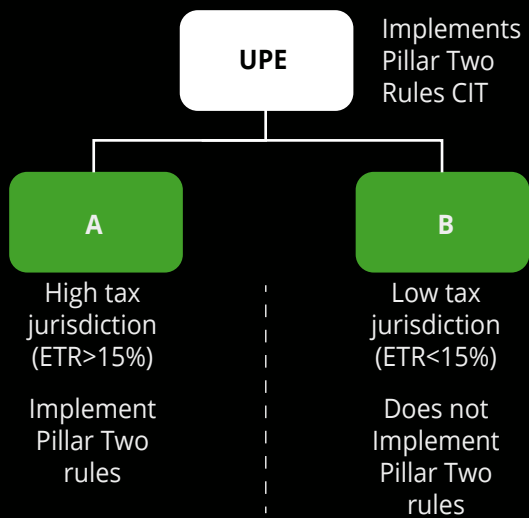 UPE
Implements
Pillar Two
Rules CIT
A
High tax
jurisdiction
(ETR>15%)
Implement
Pillar Two
rules
B
Low tax
jurisdiction
(ETR<15%)
Does not
Implement
Pillar Two
rules